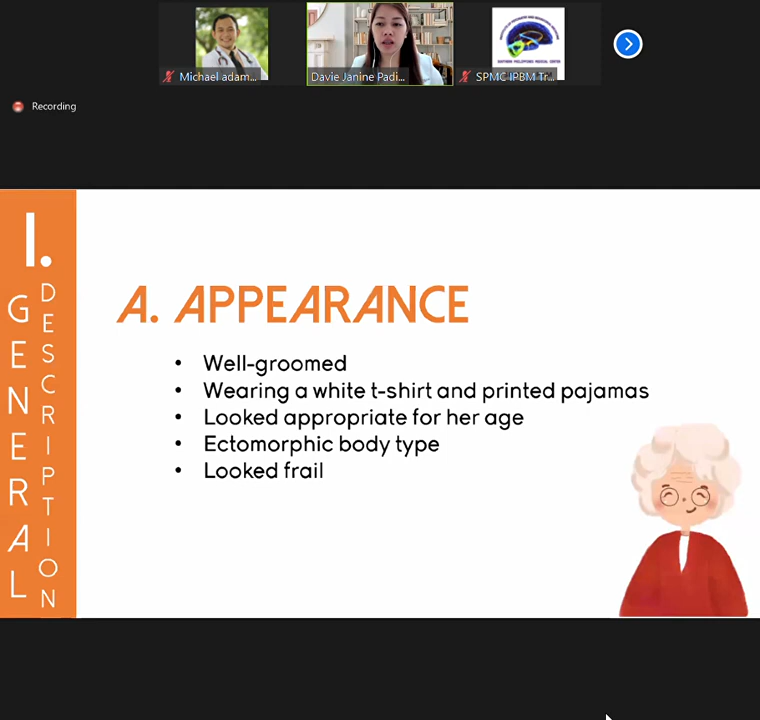 Michael adam...
Davie Janine Padi...
SPMC IPBM Tr...
Recording
I.
GENERAL
DESCRIPTION
A. APPEARANCE
• Well-groomed
• Wearing a white t-shirt and printed pajamas
• Looked appropriate for her age
• Ectomorphic body type
• Looked frail